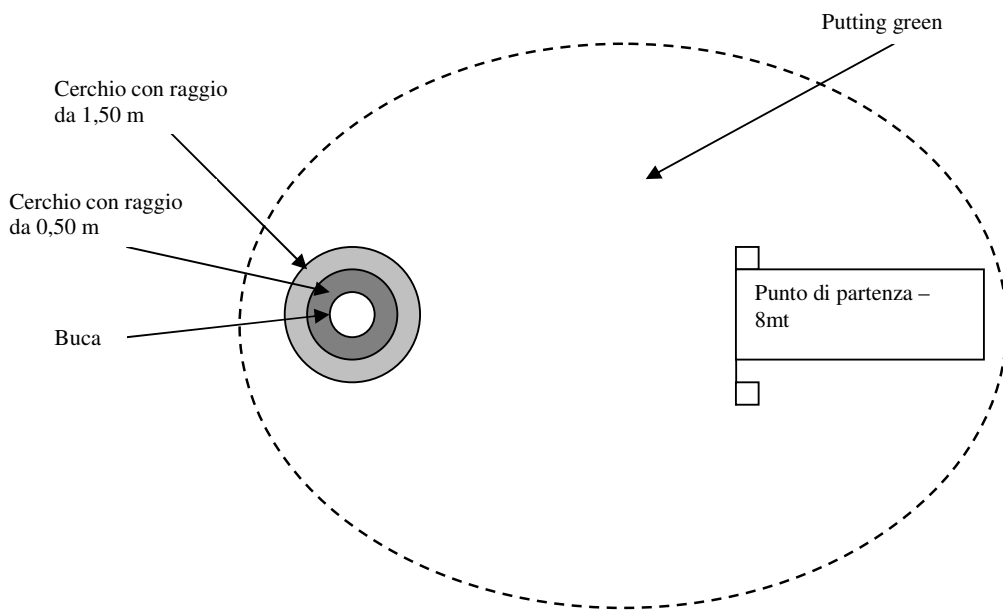 Putting green
Cerchio con raggio
da 1,50 m
Cerchio con raggio
da 0,50 m
Punto di partenza –
8mt
Buca